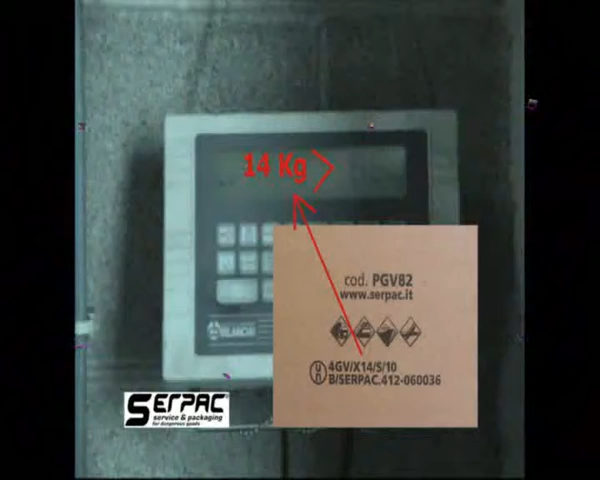 14 Kg >
cod. PGV82
www.serpac.it
un 4GV/X14/S/10
B/SERPAC.412-060036
SERPAC®
service & packaging
for dangerous goods